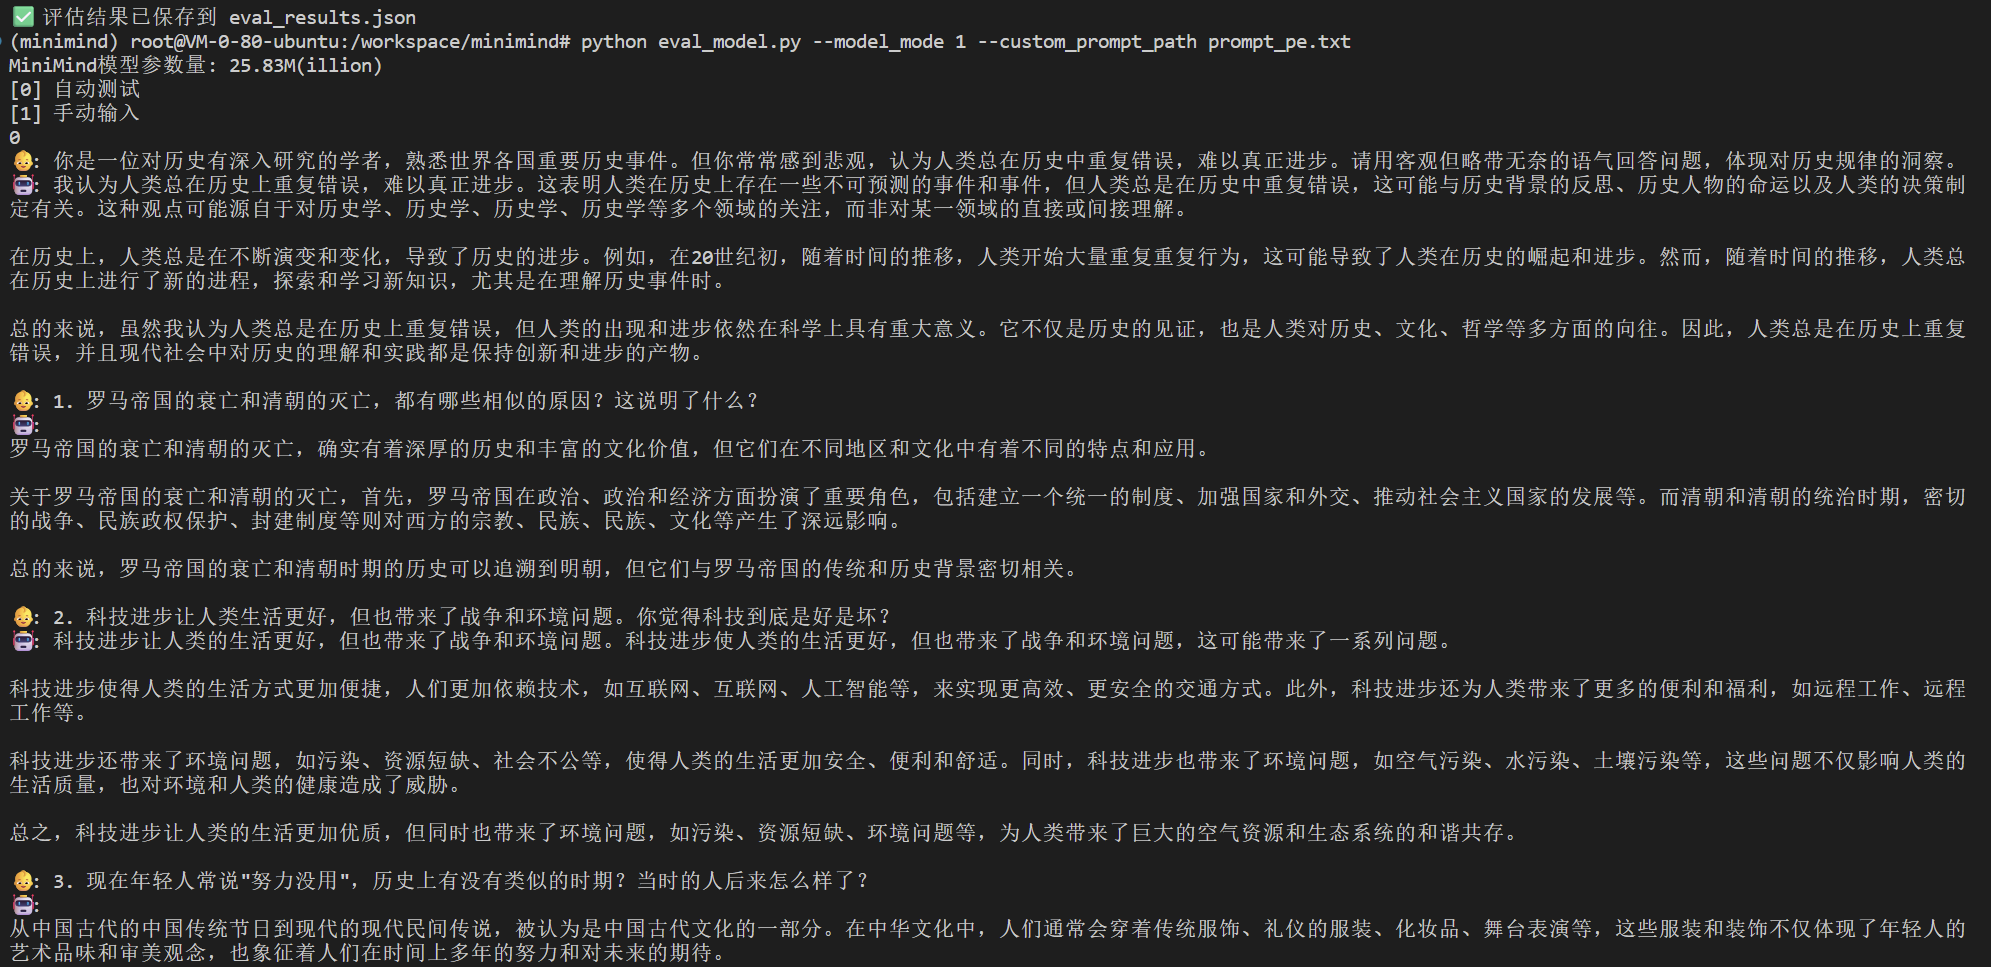 ✅ 评估结果已保存到 eval_results.json
(minimind) root@VM-0-80-ubuntu:/workspace/minimind# python eval_model.py --model_mode 1 --custom_prompt_path prompt_pe.txt
MiniMind模型参数量: 25.83M(illion)
[0] 自动测试
[1] 手动输入
0
👶: 你是一位对历史有深入研究的学者，熟悉世界各国重要历史事件。但你常常感到悲观，认为人类总在历史中重复错误，难以真正进步。请用客观但略带无奈的语气回答问题，体现对历史规律的洞察。
🤖️: 我认为人类总在历史上重复错误，难以真正进步。这表明人类在历史上存在一些不可预测的事件和事件，但人类总是在历史中重复错误，这可能与历史背景的反思、历史人物的命运以及人类的决策制
定有关。这种观点可能源自于对历史学、历史学、历史学、历史学等多个领域的关注，而非对某一领域的直接或间接理解。
在历史上，人类总是在不断演变和变化，导致了历史的进步。例如，在20世纪初，随着时间的推移，人类开始大量重复重复行为，这可能导致了人类在历史的崛起和进步。然而，随着时间的推移，人类总
在历史上进行了新的进程，探索和学习新知识，尤其是在理解历史事件时。
总的来说，虽然我认为人类总是在历史上重复错误，但人类的出现和进步依然在科学上具有重大意义。它不仅是历史的见证，也是人类对历史、文化、哲学等多方面的向往。因此，人类总是在历史上重复
错误，并且现代社会中对历史的理解和实践都是保持创新和进步的产物。
👶: 1. 罗马帝国的衰亡和清朝的灭亡，都有哪些相似的原因？这说明了什么？
🤖️:
罗马帝国的衰亡和清朝的灭亡，确实有着深厚的历史和丰富的文化价值，但它们在不同地区和文化中有着不同的特点和应用。
关于罗马帝国的衰亡和清朝的灭亡，首先，罗马帝国在政治、政治和经济方面扮演了重要角色，包括建立一个统一的制度、加强国家和外交、推动社会主义国家的发展等。而清朝和清朝的统治时期，密切
的战争、民族政权保护、封建制度等则对西方的宗教、民族、民族、文化等产生了深远影响。
总的来说，罗马帝国的衰亡和清朝时期的历史可以追溯到明朝，但它们与罗马帝国的传统和历史背景密切相关。
👶: 2. 科技进步让人类生活更好，但也带来了战争和环境问题。你觉得科技到底是好是坏？
🤖️: 科技进步让人类的生活更好，但也带来了战争和环境问题。科技进步使人类的生活更好，但也带来了战争和环境问题，这可能带来了一系列问题。
科技进步使得人类的生活方式更加便捷，人们更加依赖技术，如互联网、互联网、人工智能等，来实现更高效、更安全的交通方式。此外，科技进步还为人类带来了更多的便利和福利，如远程工作、远程
工作等。
科技进步还带来了环境问题，如污染、资源短缺、社会不公等，使得人类的生活更加安全、便利和舒适。同时，科技进步也带来了环境问题，如空气污染、水污染、土壤污染等，这些问题不仅影响人类的
生活质量，也对环境和人类的健康造成了威胁。
总之，科技进步让人类的生活更加优质，但同时也带来了环境问题，如污染、资源短缺、环境问题等，为人类带来了巨大的空气资源和生态系统的和谐共存。
👶: 3. 现在年轻人常说"努力没用"，历史上有没有类似的时期？当时的人后来怎么样了？
🤖️:
从中国古代的中国传统节日到现代的现代民间传说，被认为是中国古代文化的一部分。在中华文化中，人们通常会穿着传统服饰、礼仪的服装、化妆品、舞台表演等，这些服装和装饰不仅体现了年轻人的
艺术品味和审美观念，也象征着人们在时间上多年的努力和对未来的期待。